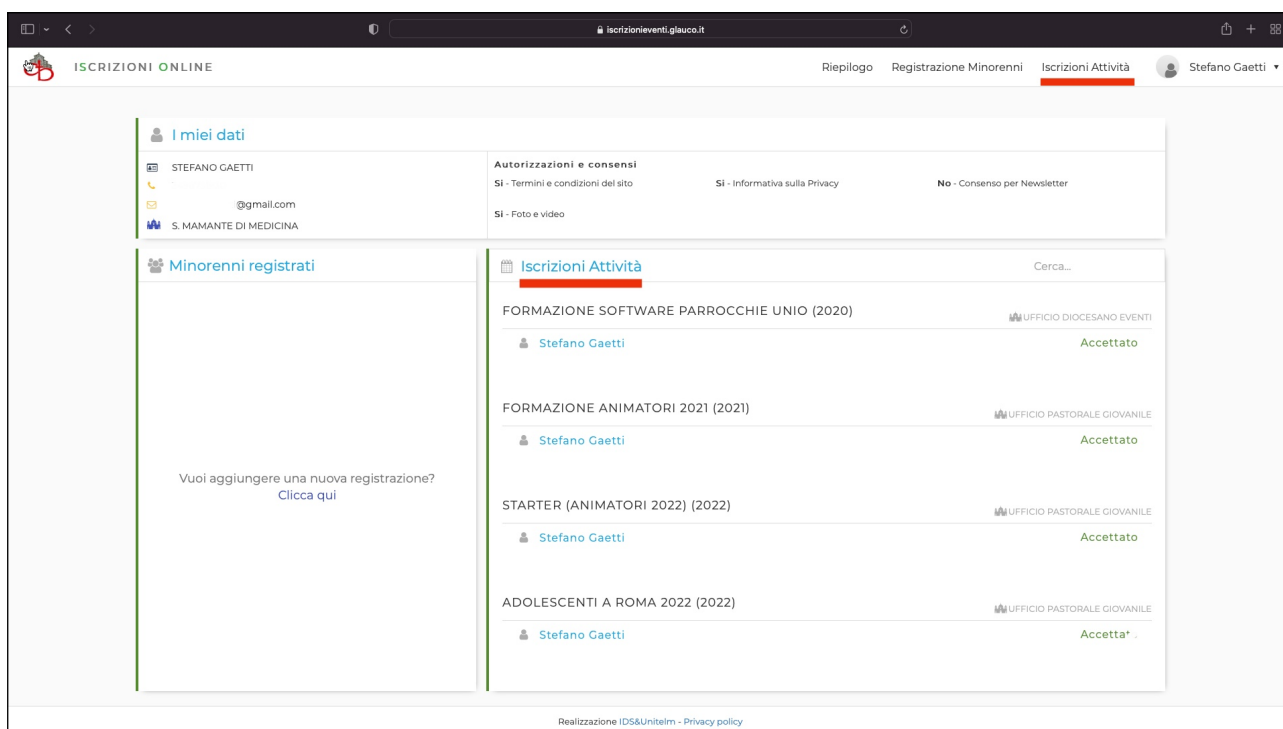 iscrizionieventi.glauco.it
ISCRIZIONI ONLINE
Riepilogo Registrazione Minorenni Iscrizioni Attività Stefano Gaetti
I miei dati
STEFANO GAETTI
@gmail.com
S. MAMANTE DI MEDICINA
Autorizzazioni e consensi
Si - Termini e condizioni del sito Si - Informativa sulla Privacy No - Consenso per Newsletter
Si - Foto e video
Minorenni registrati
Vuoi aggiungere una nuova registrazione?
Clicca qui
Iscrizioni Attività Cerca...
FORMAZIONE SOFTWARE PARROCCHIE UNIO (2020) UFFICIO DIOCESANO EVENTI
Stefano Gaetti Accettato
FORMAZIONE ANIMATORI 2021 (2021) UFFICIO PASTORALE GIOVANILE
Stefano Gaetti Accettato
STARTER (ANIMATORI 2022) (2022) UFFICIO PASTORALE GIOVANILE
Stefano Gaetti Accettato
ADOLESCENTI A ROMA 2022 (2022) UFFICIO PASTORALE GIOVANILE
Stefano Gaetti
Realizzazione IDS&Unitelm - Privacy policy